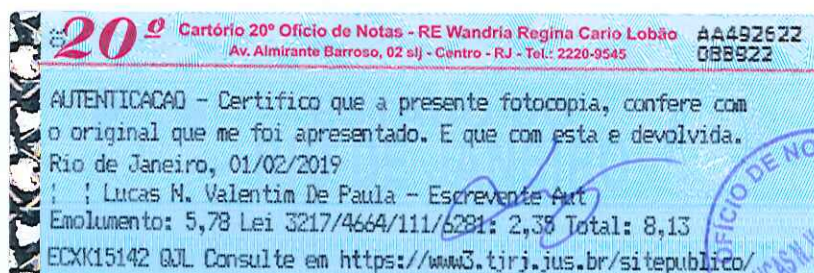 20º Cartório 20º Ofício de Notas - RE Wandria Regina Cario Lobão AA492622
Av. Almirante Barroso, 02 slj - Centro - RJ - Tel.: 2220-9545 088922
AUTENTICACAO - Certifico que a presente fotocopia, confere com
o original que me foi apresentado. E que com esta e devolvida.
Rio de Janeiro, 01/02/2019
[ ] Lucas N. Valentim De Paula - Escrevente Aut
Emolumento: 5,78 Lei 3217/4664/111/6281: 2,35 Total: 8,13
ECXK15142 QJL Consulte em https://www3.tjrj.jus.br/sitepublico/
OFÍCIO DE NO